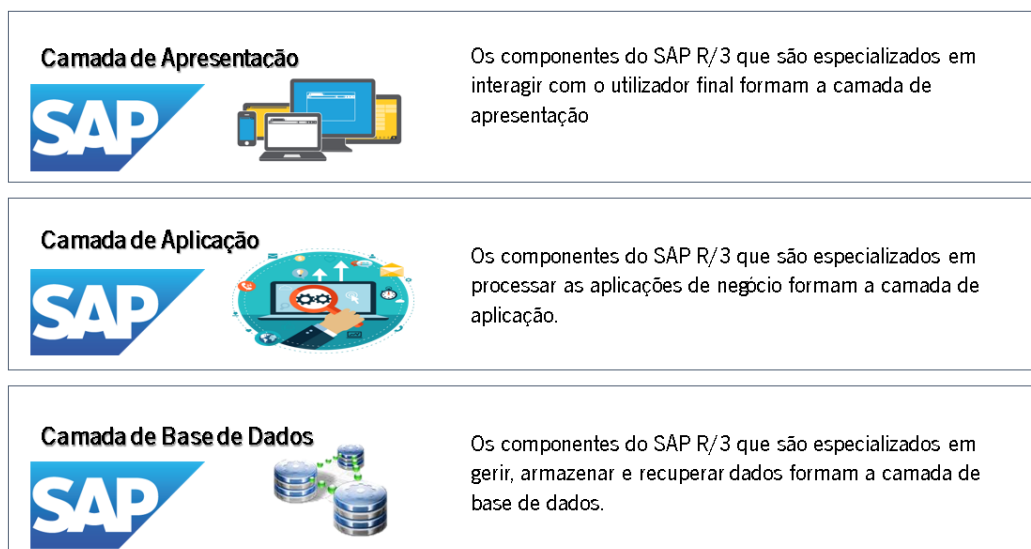 Camada de Apresentação
SAP
Os componentes do SAP R/3 que são especializados em
interagir com o utilizador final formam a camada de
apresentação
Camada de Aplicação
SAP
Os componentes do SAP R/3 que são especializados em
processar as aplicações de negócio formam a camada de
aplicação.
Camada de Base de Dados
SAP
Os componentes do SAP R/3 que são especializados em
gerir, armazenar e recuperar dados formam a camada de
base de dados.